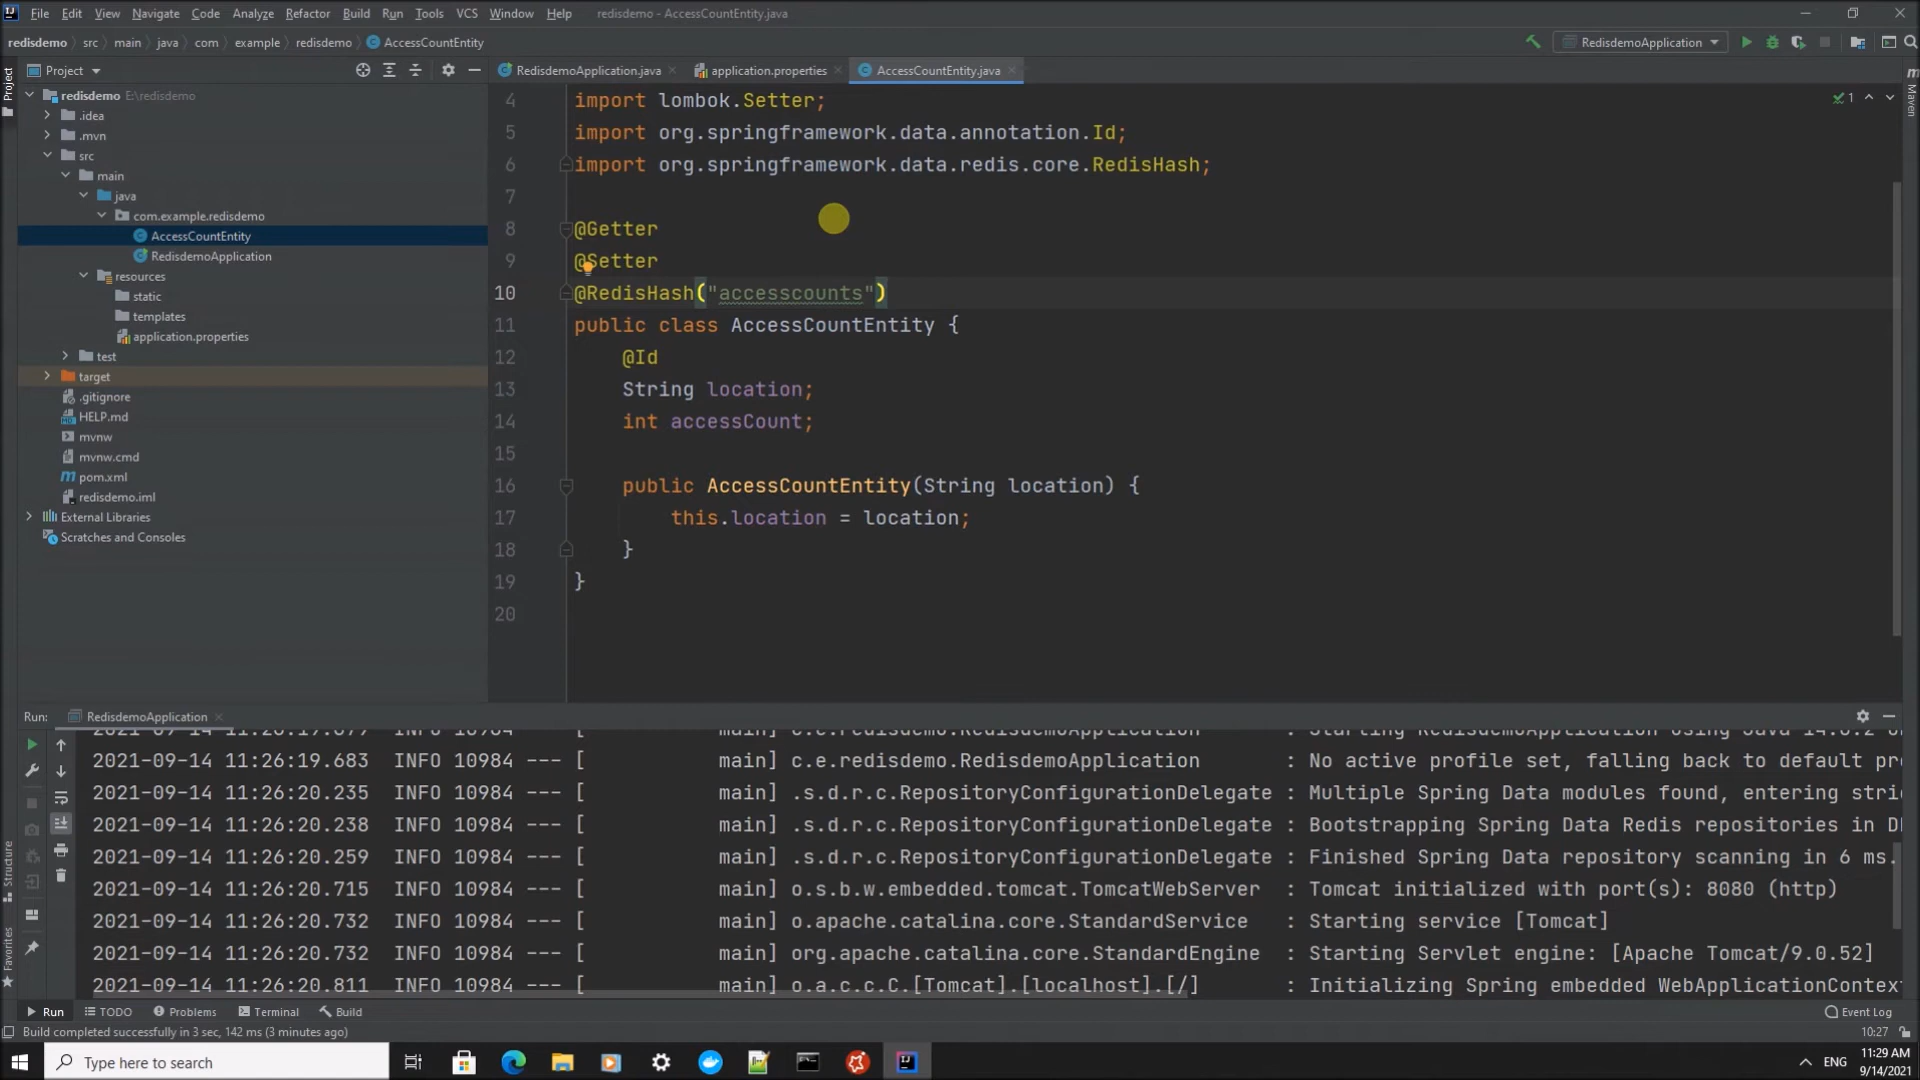 File Edit View Navigate Code Analyze Refactor Build Run Tools VCS Window Help redisdemo - AccessCountEntity.java
redisdemo src main java com example redisdemo AccessCountEntity
RedisdemoApplication
Project
RedisdemoApplication.java application.properties AccessCountEntity.java
Project
Maven
redisdemo E:\redisdemo
.idea
.mvn
src
main
java
com.example.redisdemo
AccessCountEntity
RedisdemoApplication
resources
static
templates
application.properties
test
target
.gitignore
HELP.md
mvnw
mvnw.cmd
pom.xml
redisdemo.iml
External Libraries
Scratches and Consoles
1
4 import lombok.Setter;
5 import org.springframework.data.annotation.Id;
6 import org.springframework.data.redis.core.RedisHash;
7
8 @Getter
9 @Setter
10 @RedisHash("accesscounts")
11 public class AccessCountEntity {
12 @Id
13 String location;
14 int accessCount;
15
16 public AccessCountEntity(String location) {
17 this.location = location;
18 }
19 }
20
Run: RedisdemoApplication
2021-09-14 11:26:19.683 INFO 10984 --- [ main] c.e.redisdemo.RedisdemoApplication : No active profile set, falling back to default
2021-09-14 11:26:20.235 INFO 10984 --- [ main] .s.d.r.c.RepositoryConfigurationDelegate : Multiple Spring Data modules found, entering
2021-09-14 11:26:20.238 INFO 10984 --- [ main] .s.d.r.c.RepositoryConfigurationDelegate : Bootstrapping Spring Data Redis repositories in
2021-09-14 11:26:20.259 INFO 10984 --- [ main] .s.d.r.c.RepositoryConfigurationDelegate : Finished Spring Data repository scanning in 6 ms.
2021-09-14 11:26:20.715 INFO 10984 --- [ main] o.s.b.w.embedded.tomcat.TomcatWebServer : Tomcat initialized with port(s): 8080 (http)
2021-09-14 11:26:20.732 INFO 10984 --- [ main] o.apache.catalina.core.StandardService : Starting service [Tomcat]
2021-09-14 11:26:20.732 INFO 10984 --- [ main] org.apache.catalina.core.StandardEngine : Starting Servlet engine: [Apache Tomcat/9.0.52]
2021-09-14 11:26:20.811 INFO 10984 --- [ main] o.a.c.c.C.[Tomcat].[localhost].[/] : Initializing Spring embedded WebApplicationContext
Structure
Favorites
Run TODO Problems Terminal Build Event Log
Build completed successfully in 3 sec, 142 ms (3 minutes ago) 10:27
Type here to search ENG 11:29 AM
9/14/2021